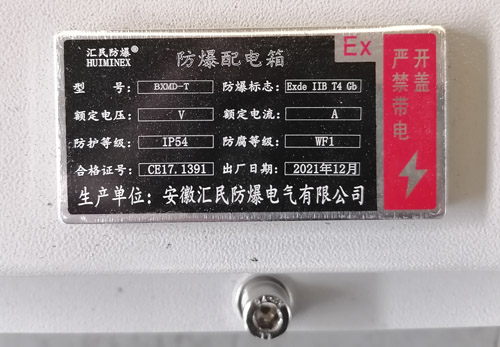 汇民防爆®
HUIMINEX
防爆配电箱
Ex
型 号： BXMD-T 防爆标志： Exde IIB T4 Gb
额定电压： V 额定电流： A
防护等级： IP54 防腐等级： WF1
合格证号： CE17.1391 出厂日期： 2021年12月
生产单位：安徽汇民防爆电气有限公司
严禁带电
开盖